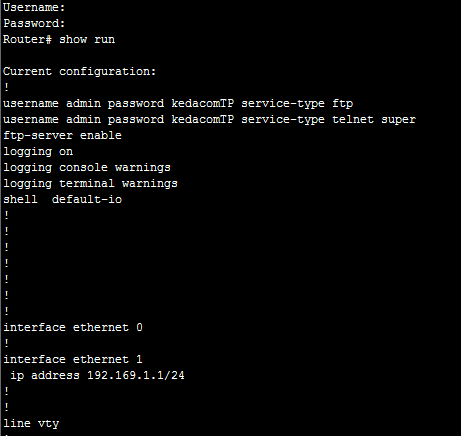 Username:
Password:
Router# show run
Current configuration:
!
username admin password kedacomTP service-type ftp
username admin password kedacomTP service-type telnet super
ftp-server enable
logging on
logging console warnings
logging terminal warnings
shell  default-io
!
!
!
!
!
!
!
interface ethernet 0
!
interface ethernet 1
 ip address 192.169.1.1/24
!
!
line vty